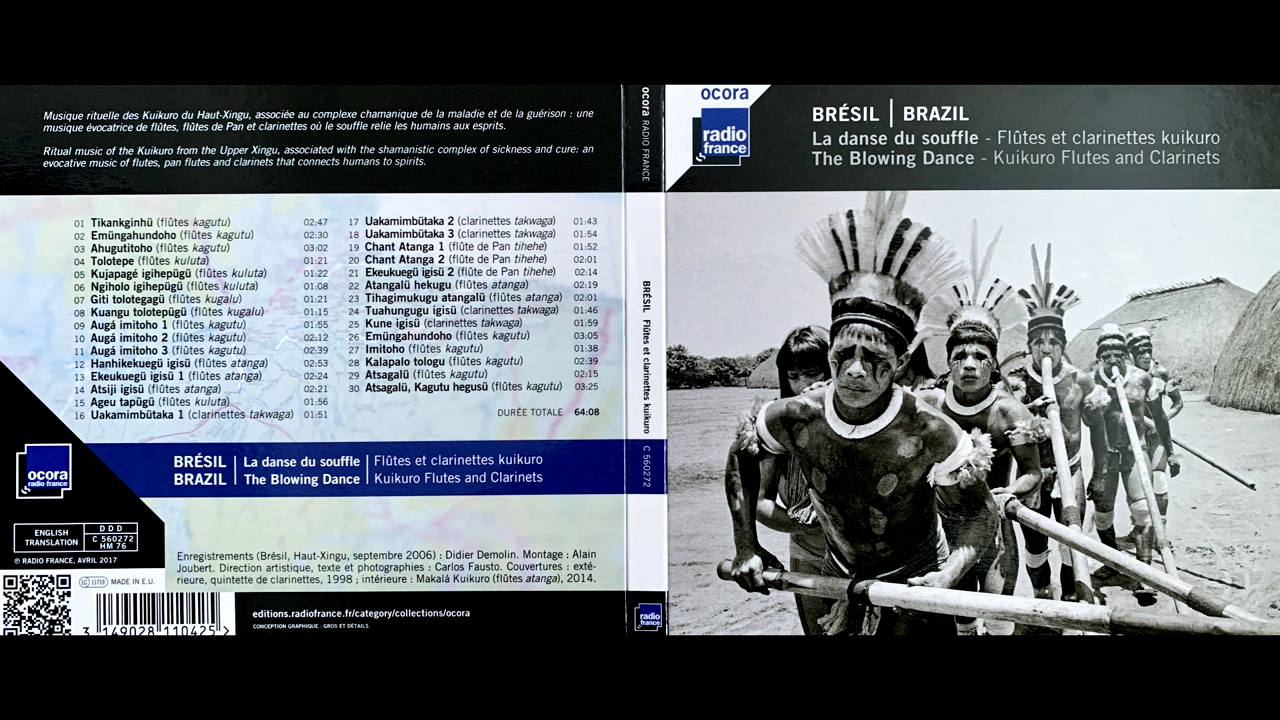 Musique rituelle des Kuikuro du Haut-Xingu, associée au complexe chamanique de la maladie et de la guérison : une
musique évocatrice de flûtes, flûtes de Pan et clarinettes où le souffle relie les humains aux esprits.
Ritual music of the Kuikuro from the Upper Xingu, associated with the shamanistic complex of sickness and cure: an
evocative music of flutes, pan flutes and clarinets that connects humans to spirits.
01 Tikankginhü (flûtes kagutu) 02:47
02 Emüngahundoho (flûtes kagutu) 02:30
03 Ahugutitoho (flûtes kagutu) 03:02
04 Tolotepe (flûtes kuluta) 01:21
05 Kujapagé igihepügü (flûtes kuluta) 01:22
06 Ngiholo igihepügü (flûtes kuluta) 01:08
07 Giti tolotegagü (flûtes kugalu) 01:21
08 Kuangu tolotepügü (flûtes kugalu) 01:15
09 Augá imitoho 1 (flûtes kagutu) 01:55
10 Augá imitoho 2 (flûtes kagutu) 02:12
11 Augá imitoho 3 (flûtes kagutu) 02:39
12 Hanhikekuegü igisü (flûtes atanga) 02:53
13 Ekeukuegü igisü 1 (flûtes atanga) 02:24
14 Atsiji igisü (flûtes atanga) 02:21
15 Ageu tapügü (flûtes kuluta) 01:56
16 Uakamimbütaka 1 (clarinettes takwaga) 01:51
17 Uakamimbütaka 2 (clarinettes takwaga) 01:43
18 Uakamimbütaka 3 (clarinettes takwaga) 01:54
19 Chant Atanga 1 (flûte de Pan tihehe) 01:52
20 Chant Atanga 2 (flûte de Pan tihehe) 02:01
21 Ekeukuegü igisü 2 (flûte de Pan tihehe) 02:14
22 Atangalü hekugu (flûtes atanga) 02:19
23 Tihagimukugu atangalü (flûtes atanga) 02:01
24 Tuahungugu igisü (clarinettes takwaga) 01:46
25 Kune igisü (clarinettes takwaga) 01:59
26 Emüngahundoho (flûtes kagutu) 03:05
27 Imitoho (flûtes kagutu) 01:38
28 Kalapalo tologu (flûtes kagutu) 02:39
29 Atsagalü (flûtes kagutu) 02:15
30 Atsagalü, Kagutu hegusü (flûtes kagutu) 03:25
DURÉE TOTALE 64:08
ocora
radio france
BRÉSIL | La danse du souffle | Flûtes et clarinettes kuikuro
BRAZIL | The Blowing Dance | Kuikuro Flutes and Clarinets
ENGLISH
TRANSLATION
D D D
C 560272
HM 76
℗ RADIO FRANCE, AVRIL 2017
Enregistrements (Brésil, Haut-Xingu, septembre 2006) : Didier Demolin. Montage : Alain
Joubert. Direction artistique, texte et photographies : Carlos Fausto. Couvertures : exté-
rieure, quintette de clarinettes, 1998 ; intérieure : Makalá Kuikuro (flûtes atanga), 2014.
LC 11719 MADE IN E.U.
3 149028 110425 >
editions.radiofrance.fr/category/collections/ocora
CONCEPTION GRAPHIQUE : GROS ET DÉTAILS.
ocora RADIO FRANCE
BRÉSIL Flûtes et clarinettes kuikuro C 560272
radio
france
ocora
radio
france
BRÉSIL | BRAZIL
La danse du souffle - Flûtes et clarinettes kuikuro
The Blowing Dance - Kuikuro Flutes and Clarinets